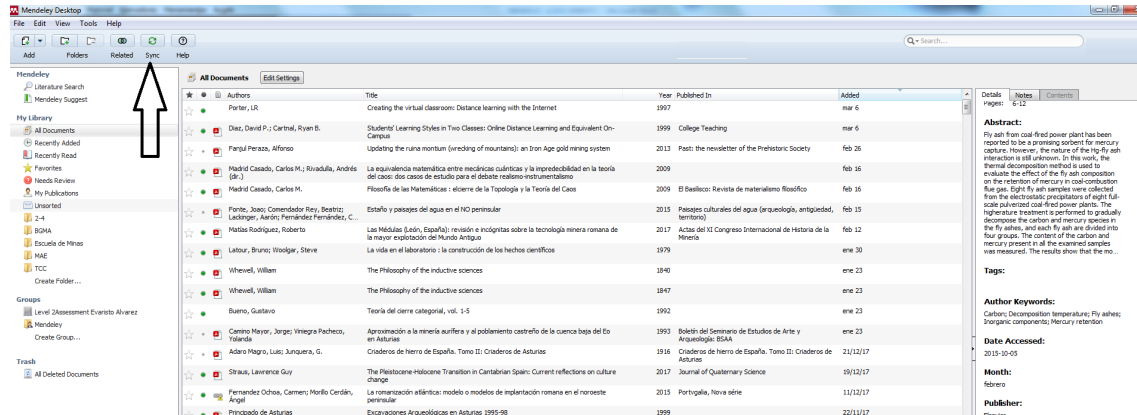 Mendeley Desktop
File Edit View Tools Help
Add Folders Related Sync Help
Search...
Mendeley
Literature Search
Mendeley Suggest
My Library
All Documents
Recently Added
Recently Read
Favorites
Needs Review
My Publications
Unsorted
2-4
BGMA
Escuela de Minas
MAE
TCC
Create Folder...
Groups
Level 2Assessment Evaristo Alvarez
Mendeley
Create Group...
Trash
All Deleted Documents
All Documents Edit Settings
Authors Title Year Published In Added
Porter, LR Creating the virtual classroom: Distance learning with the Internet 1997 mar 6
Diaz, David P.; Cartnal, Ryan B. Students' Learning Styles in Two Classes: Online Distance Learning and Equivalent On-
Campus 1999 College Teaching mar 6
Fanjul Peraza, Alfonso Updating the ruina montium (wrecking of mountains): an Iron Age gold mining system 2013 Past: the newsletter of the Prehistoric Society feb 26
Madrid Casado, Carlos M.; Rivadulla, Andrés
(dr.) La equivalencia matemática entre mecánicas cuánticas y la impredecibilidad en la teoría
del caos: dos casos de estudio para el debate realismo-instrumentalismo 2009 feb 16
Madrid Casado, Carlos M. Filosofía de las Matemáticas : elcierre de la Topología y la Teoría del Caos 2009 El Basilisco: Revista de materialismo filosófico feb 16
Fonte, Joao; Comendador Rey, Beatriz;
Lackinger, Aarón; Fernández Fernández, C... Estaño y paisajes del agua en el NO peninsular 2015 Paisajes culturales del agua (arqueología, antigüedad,
territorio) feb 15
Matías Rodríguez, Roberto Las Médulas (León, España): revisión e incógnitas sobre la tecnología minera romana de
la mayor explotación del Mundo Antiguo 2017 Actas del XI Congreso Internacional de Historia de la
Minería feb 12
Latour, Bruno; Woolgar, Steve La vida en el laboratorio : la construcción de los hechos científicos 1979 ene 30
Whewell, William The Philosophy of the inductive sciences 1840 ene 23
Whewell, William The Philosophy of the inductive sciences 1847 ene 23
Bueno, Gustavo Teoría del cierre categorial, vol. 1-5 1992 ene 23
Camino Mayor, Jorge; Viniegra Pacheco,
Yolanda Aproximación a la minería aurífera y al poblamiento castreño de la cuenca baja del Eo
en Asturias 1993 Boletín del Seminario de Estudios de Arte y
Arqueología: BSAA ene 23
Adaro Magro, Luis; Junquera, G. Criaderos de hierro de España. Tomo II: Criaderos de Asturias 1916 Criaderos de hierro de España. Tomo II: Criaderos de
Asturias 21/12/17
Straus, Lawrence Guy The Pleistocene-Holocene Transition in Cantabrian Spain: Current reflections on culture
change 2017 Journal of Quaternary Science 19/12/17
Fernandez Ochoa, Carmen; Morillo Cerdán,
Ángel La romanización atlántica: modelo o modelos de implantación romana en el noroeste
peninsular 2015 Portvgalia, Nova série 11/12/17
Principado de Asturias Excavaciones Arqueológicas en Asturias 1995-98 1999 22/11/17
Details Notes Contents
Pages: 6-12
Abstract:
Fly ash from coal-fired power plant has been
reported to be a promising sorbent for mercury
capture. However, the nature of the Hg-fly ash
interaction is still unknown. In this work, the
thermal decomposition method is used to
evaluate the effect of the fly ash composition
on the retention of mercury in coal-combustion
flue gas. Eight fly ash samples were collected
from the electrostatic precipitators of eight full-
scale pulverized coal-fired power plants. The
higherature treatment is performed to gradually
decompose the carbon and mercury species in
the fly ashes, and each fly ash are divided into
four groups. The content of the carbon and
mercury present in all the examined samples
was measured. The results show that the mo...
Tags:
Author Keywords:
Carbon; Decomposition temperature; Fly ashes;
Inorganic components; Mercury retention
Date Accessed:
2015-10-05
Month:
febrero
Publisher: